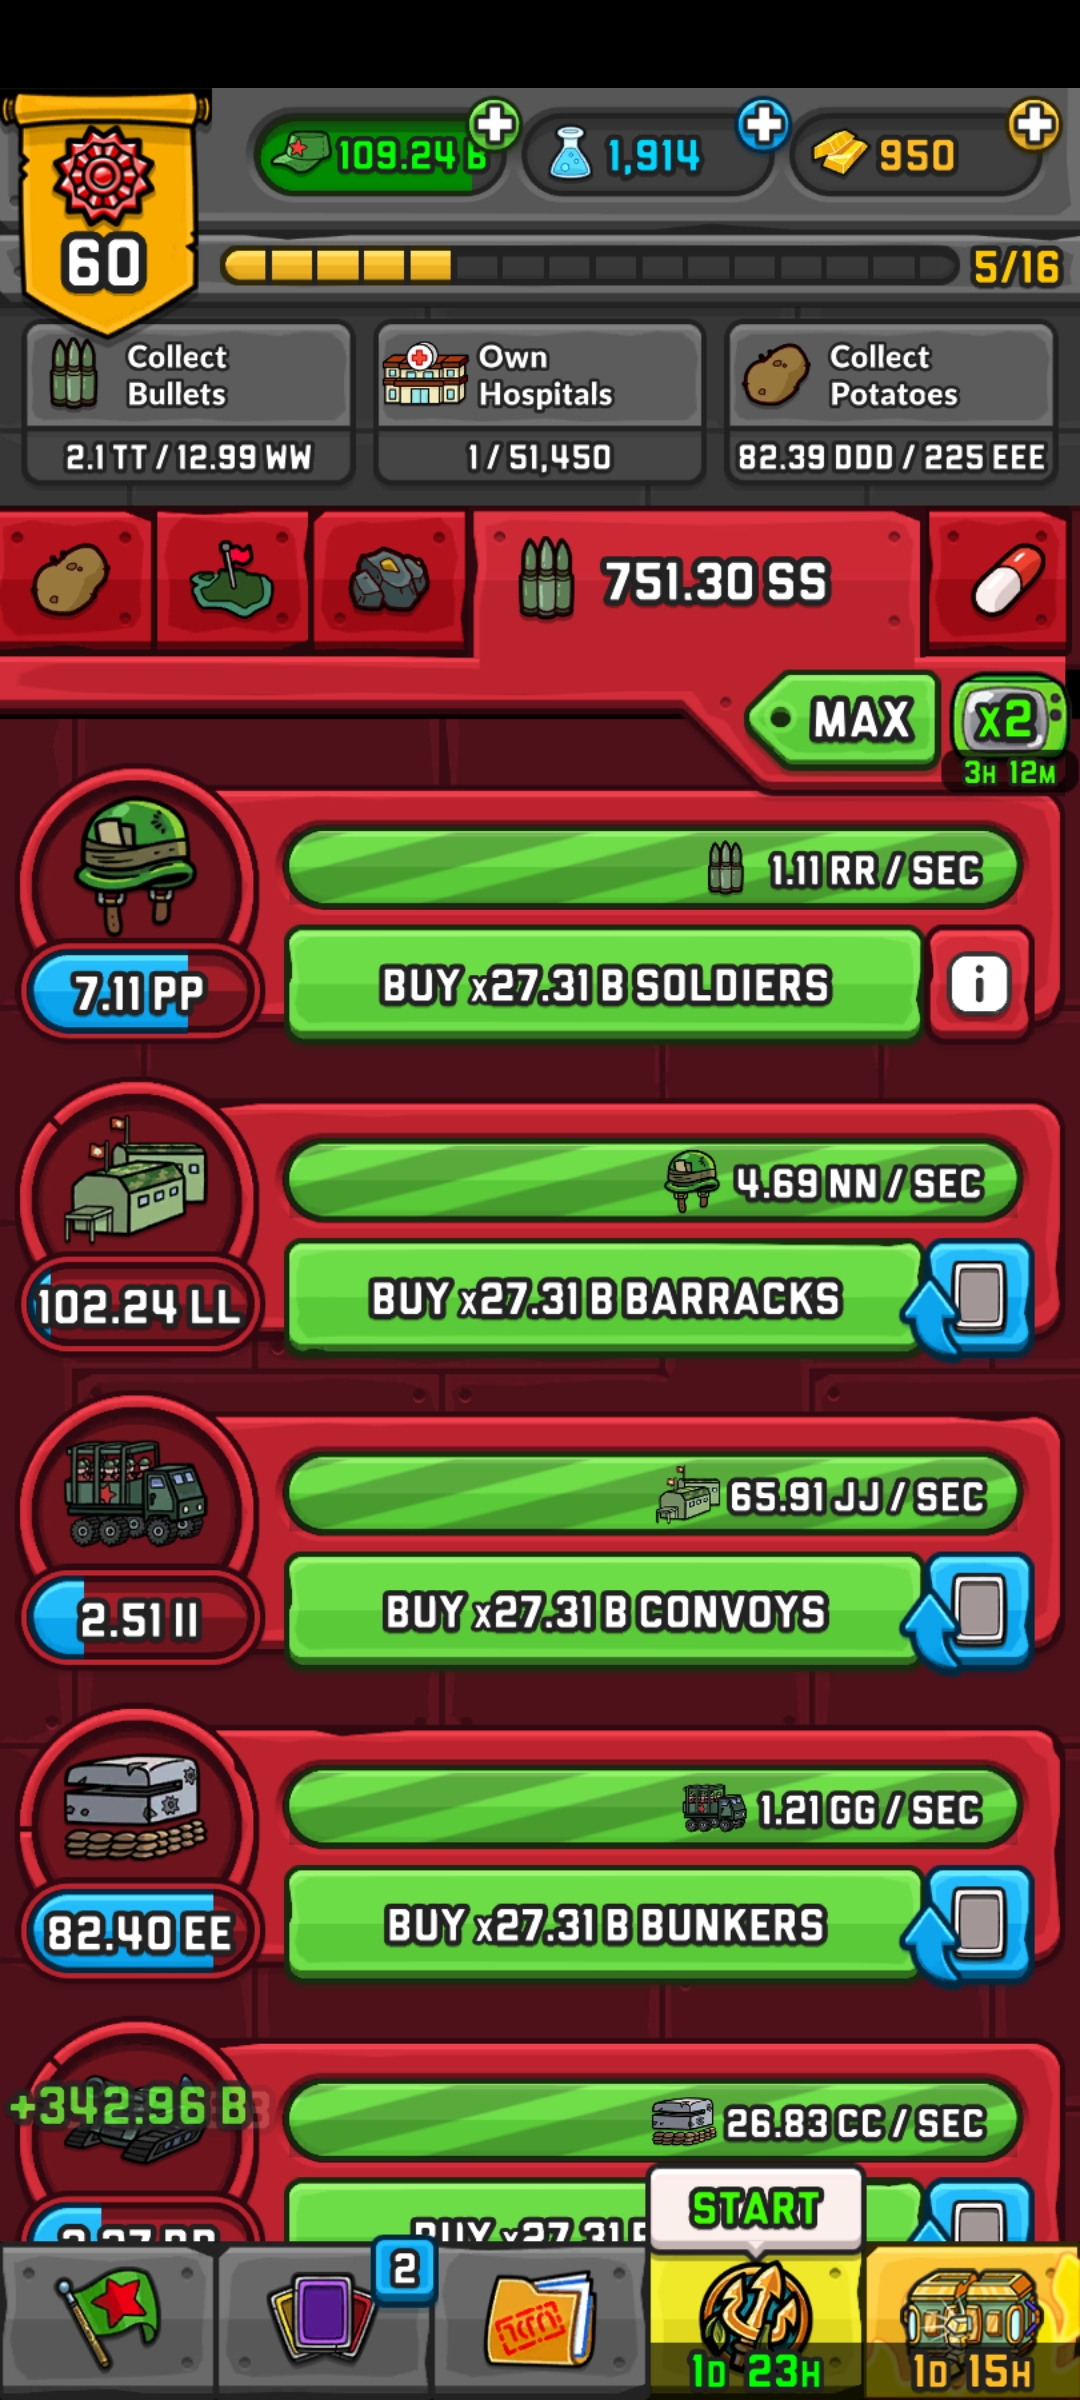 109.24 B
1,914
950
60
5/16
Collect
Bullets
Own
Hospitals
Collect
Potatoes
2.1 TT / 12.99 WW
1 / 51,450
82.39 DDD / 225 EEE
751.30 SS
MAX
x2
3H 12M
1.11 RR / SEC
7.11 PP
BUY x27.31 B SOLDIERS
i
4.69 NN / SEC
102.24 LL
BUY x27.31 B BARRACKS
65.91 JJ / SEC
2.51 II
BUY x27.31 B CONVOYS
1.21 GG / SEC
82.40 EE
BUY x27.31 B BUNKERS
+342.96 B
26.83 CC / SEC
START
BUY x27.31
2
1D 23H
1D 15H